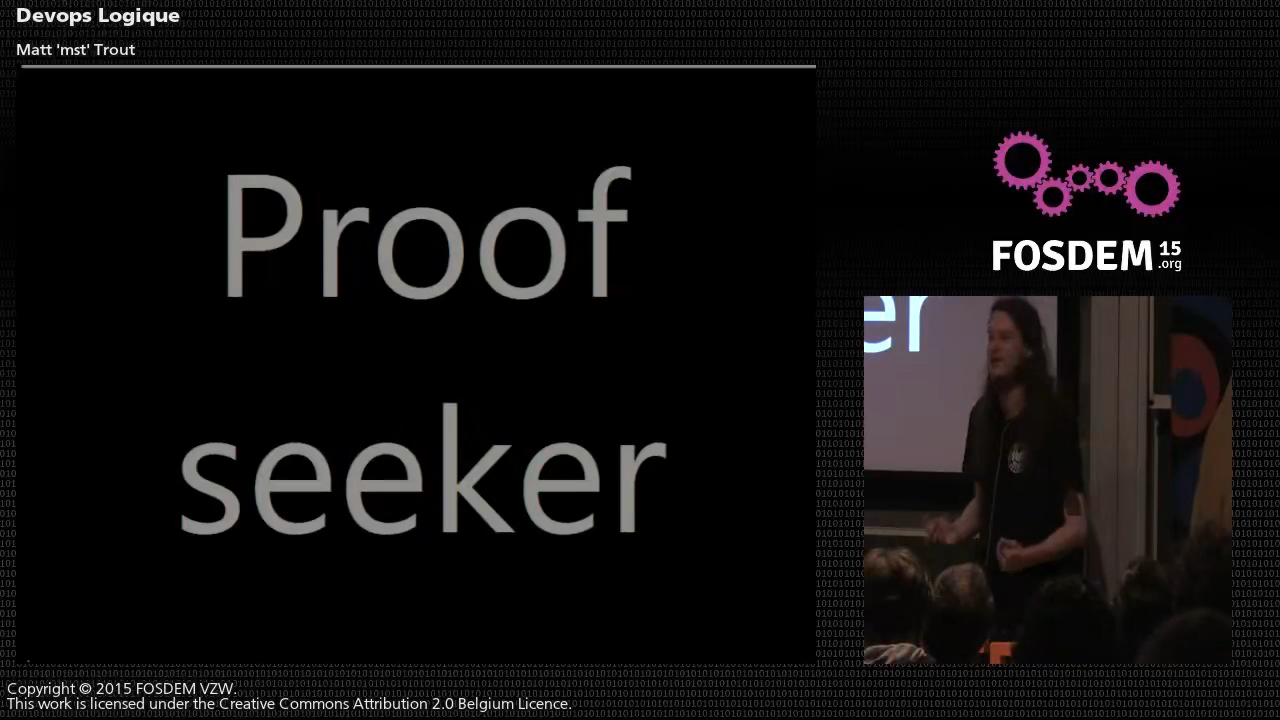 Devops Logique
Matt 'mst' Trout
Proof
seeker
FOSDEM 15
.org
er
Copyright © 2015 FOSDEM VZW.
This work is licensed under the Creative Commons Attribution 2.0 Belgium Licence.